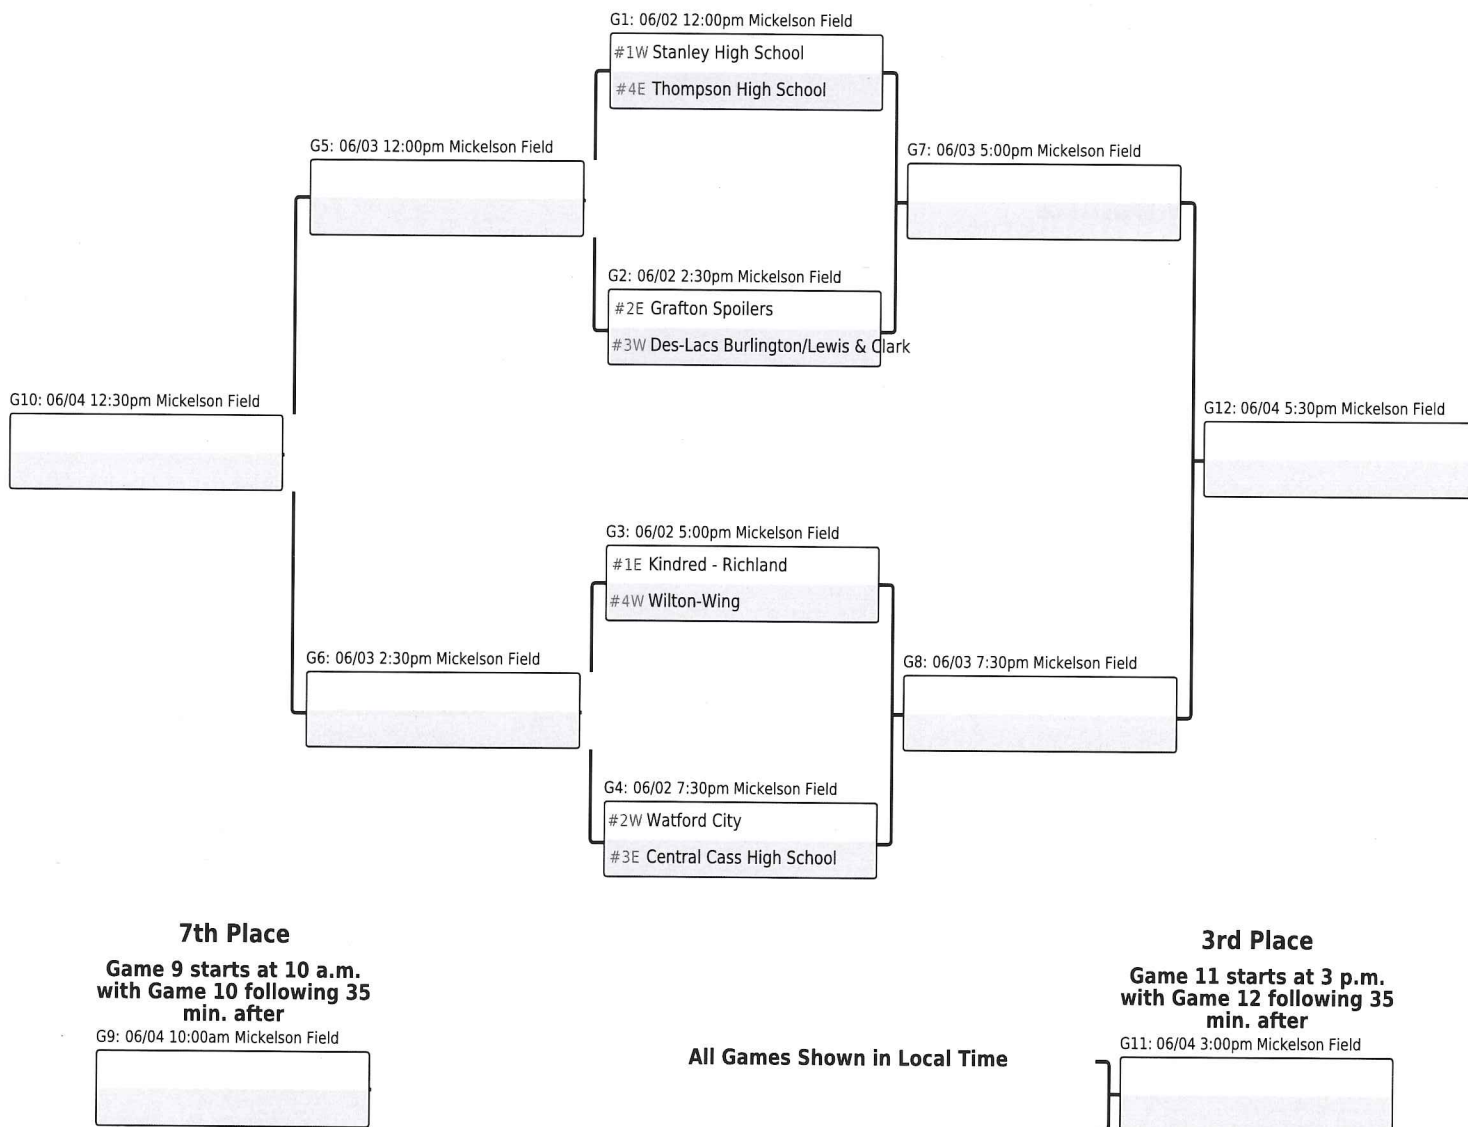 G1: 06/02 12:00pm Mickelson Field
#1W Stanley High School
#4E Thompson High School
G5: 06/03 12:00pm Mickelson Field
G7: 06/03 5:00pm Mickelson Field
G2: 06/02 2:30pm Mickelson Field
#2E Grafton Spoilers
#3W Des-Lacs Burlington/Lewis & Clark
G10: 06/04 12:30pm Mickelson Field
G12: 06/04 5:30pm Mickelson Field
G3: 06/02 5:00pm Mickelson Field
#1E Kindred - Richland
#4W Wilton-Wing
G6: 06/03 2:30pm Mickelson Field
G8: 06/03 7:30pm Mickelson Field
G4: 06/02 7:30pm Mickelson Field
#2W Watford City
#3E Central Cass High School
7th Place
Game 9 starts at 10 a.m.
with Game 10 following 35
min. after
G9: 06/04 10:00am Mickelson Field
3rd Place
Game 11 starts at 3 p.m.
with Game 12 following 35
min. after
G11: 06/04 3:00pm Mickelson Field
All Games Shown in Local Time